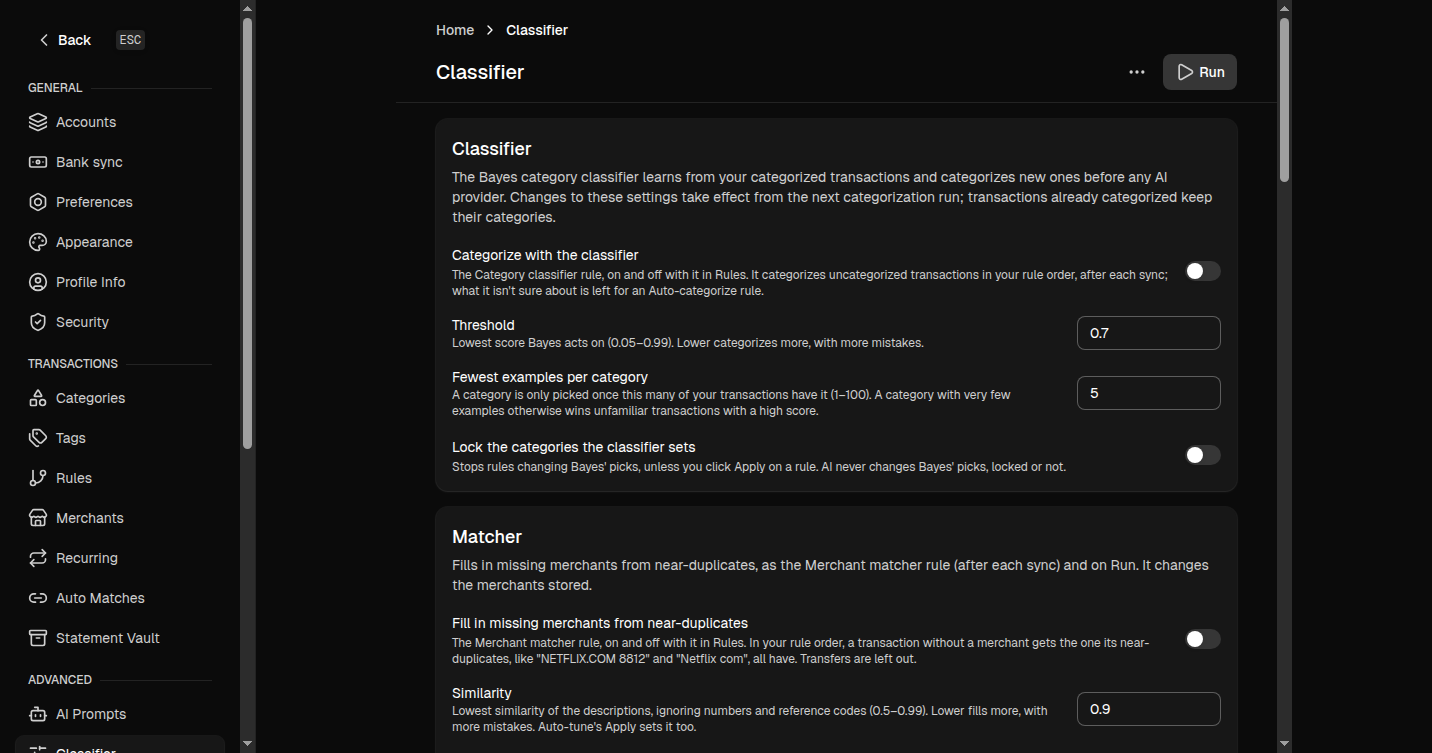 Back ESC
GENERAL
Accounts
Bank sync
Preferences
Appearance
Profile Info
Security
TRANSACTIONS
Categories
Tags
Rules
Merchants
Recurring
Auto Matches
Statement Vault
ADVANCED
AI Prompts
Classifier
Home > Classifier
Classifier
Run
Classifier
The Bayes category classifier learns from your categorized transactions and categorizes new ones before any AI
provider. Changes to these settings take effect from the next categorization run; transactions already categorized keep
their categories.
Categorize with the classifier
The Category classifier rule, on and off with it in Rules. It categorizes uncategorized transactions in your rule order, after each sync;
what it isn't sure about is left for an Auto-categorize rule.
Threshold
Lowest score Bayes acts on (0.05–0.99). Lower categorizes more, with more mistakes.
0.7
Fewest examples per category
A category is only picked once this many of your transactions have it (1–100). A category with very few
examples otherwise wins unfamiliar transactions with a high score.
5
Lock the categories the classifier sets
Stops rules changing Bayes' picks, unless you click Apply on a rule. AI never changes Bayes' picks, locked or not.
Matcher
Fills in missing merchants from near-duplicates, as the Merchant matcher rule (after each sync) and on Run. It changes
the merchants stored.
Fill in missing merchants from near-duplicates
The Merchant matcher rule, on and off with it in Rules. In your rule order, a transaction without a merchant gets the one its near-
duplicates, like "NETFLIX.COM 8812" and "Netflix com", all have. Transfers are left out.
Similarity
Lowest similarity of the descriptions, ignoring numbers and reference codes (0.5–0.99). Lower fills more, with
more mistakes. Auto-tune's Apply sets it too.
0.9